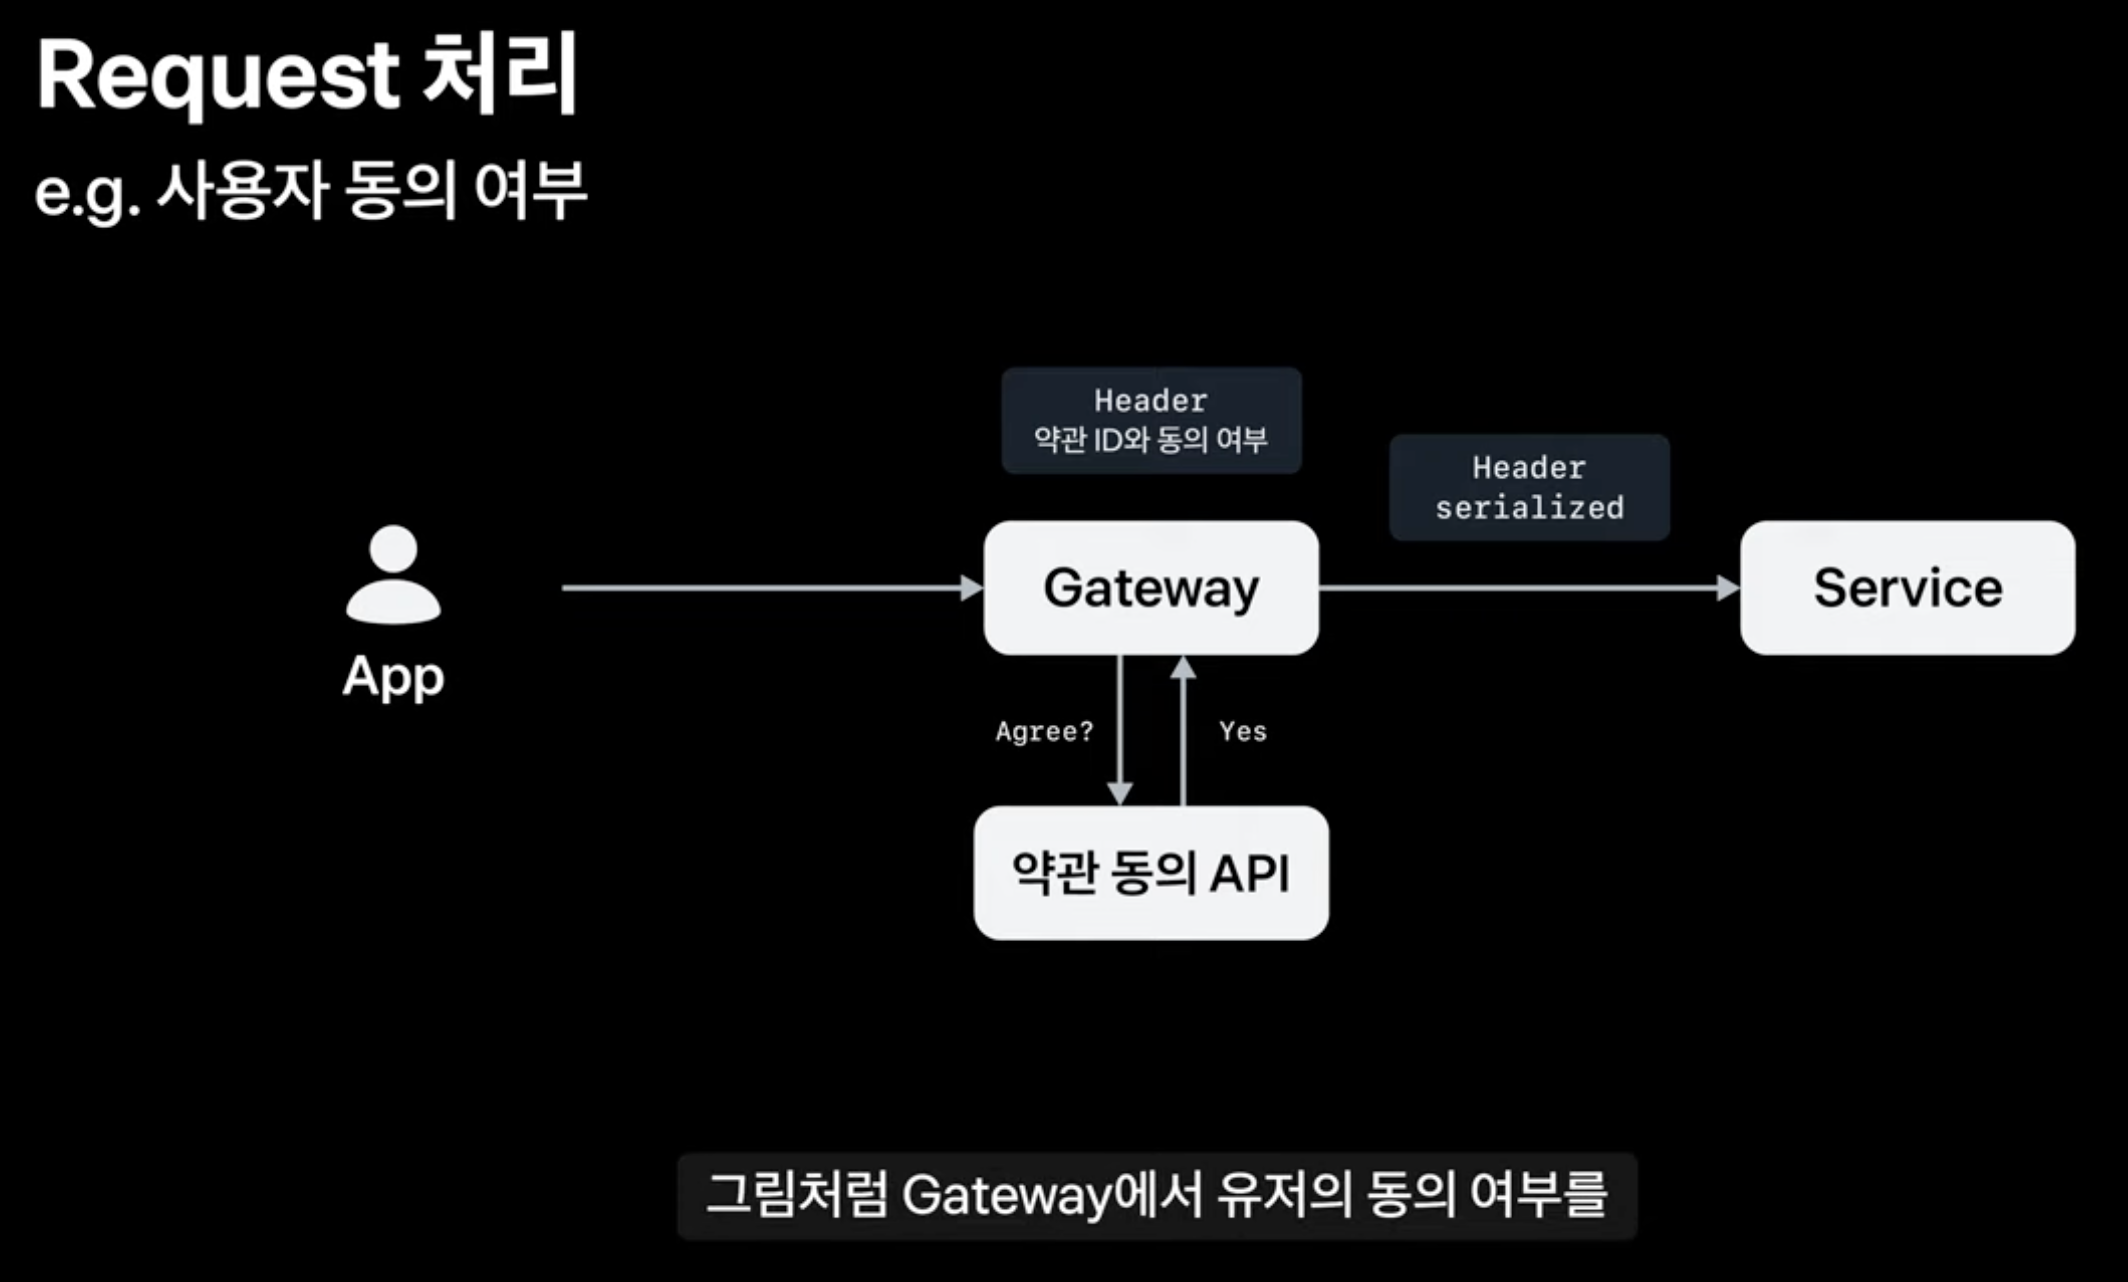 Request 처리
e.g. 사용자 동의 여부
Header
약관 ID와 동의 여부
Header
serialized
App
Gateway
Service
Agree?
Yes
약관 동의 API
그림처럼 Gateway에서 유저의 동의 여부를